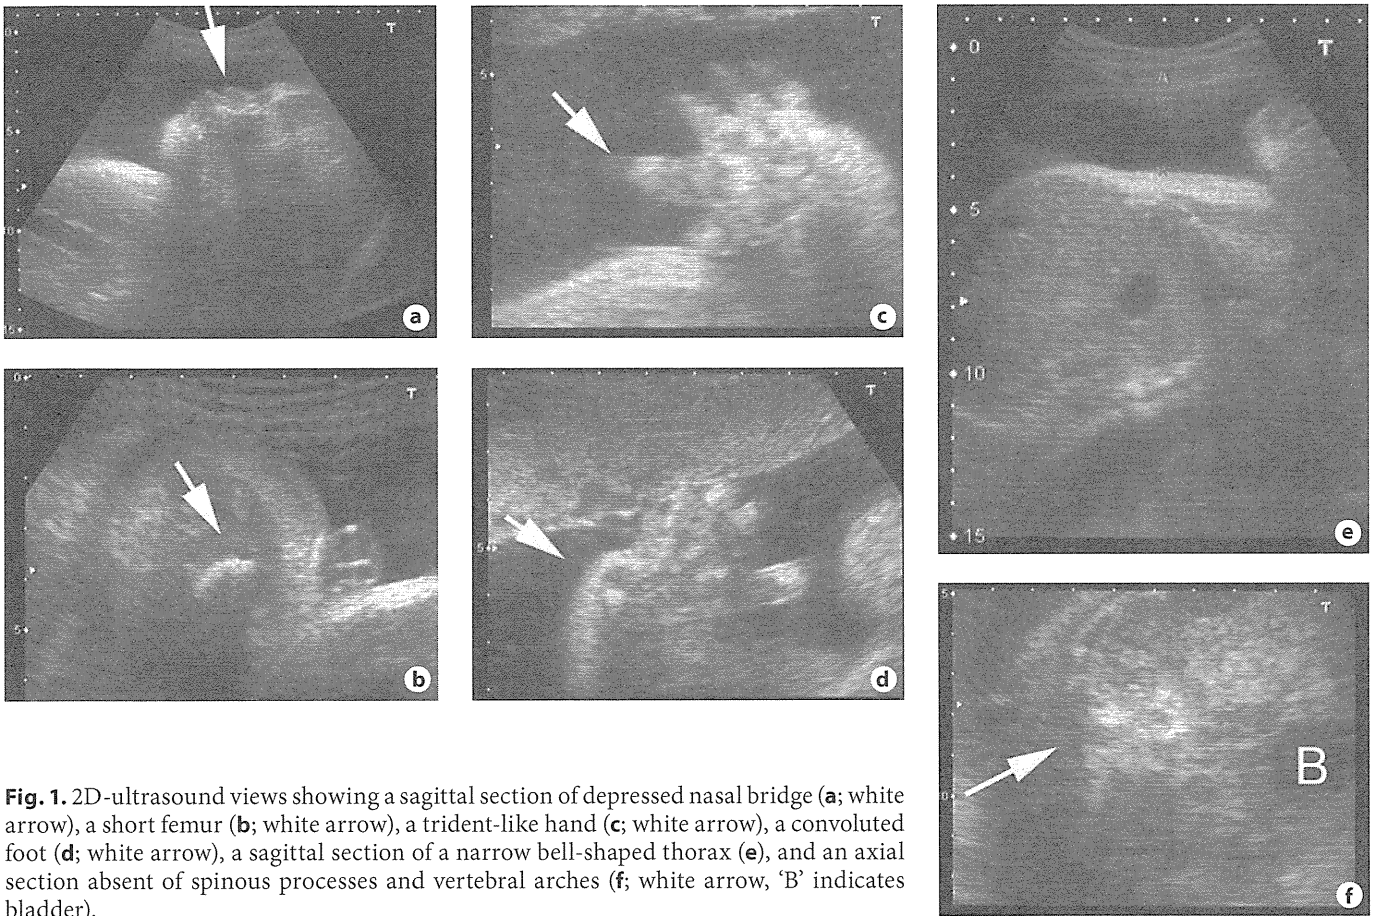 0
5
10
15
T
a
5
T
c
A
T
0
5
10
15
e
0
5
T
b
5
T
d
5
10
T
B
f
Fig. 1. 2D-ultrasound views showing a sagittal section of depressed nasal bridge (a; white
arrow), a short femur (b; white arrow), a trident-like hand (c; white arrow), a convoluted
foot (d; white arrow), a sagittal section of a narrow bell-shaped thorax (e), and an axial
section absent of spinous processes and vertebral arches (f; white arrow, ‘B’ indicates
bladder).